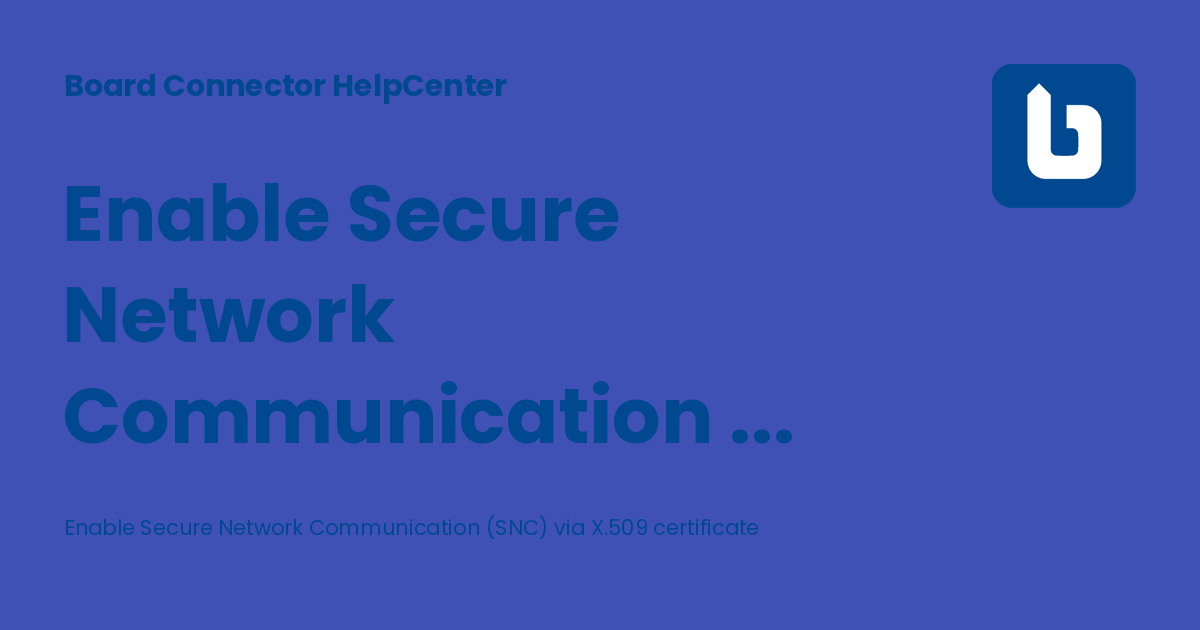 Board Connector HelpCenter
Enable Secure
Network
Communication ...
Enable Secure Network Communication (SNC) via X.509 certificate